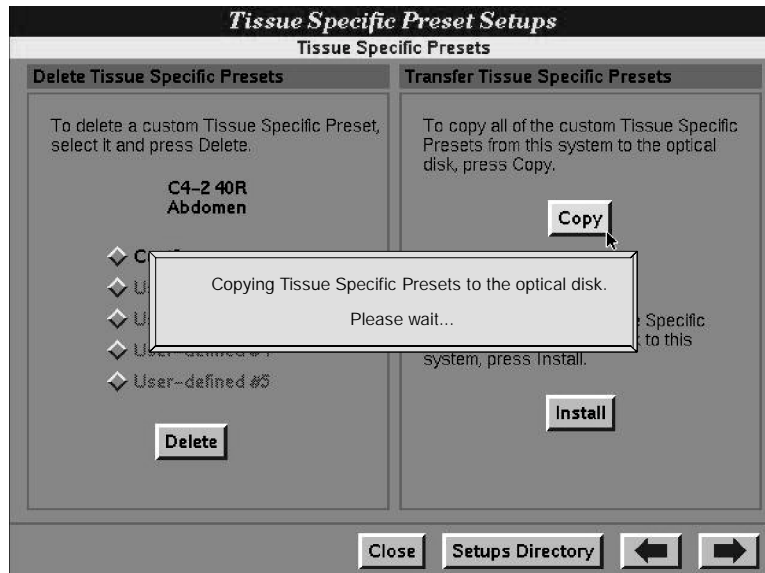 Tissue Specific Preset Setups
Tissue Specific Presets
Delete Tissue Specific Presets
To delete a custom Tissue Specific Preset,
select it and press Delete.
C4-2 40R
Abdomen
User-defined #5
Delete
Transfer Tissue Specific Presets
To copy all of the custom Tissue Specific
Presets from this system to the optical
disk, press Copy.
Copy
Copying Tissue Specific Presets to the optical disk.
Please wait...
Specific
to this
system, press Install.
Install
Close
Setups Directory